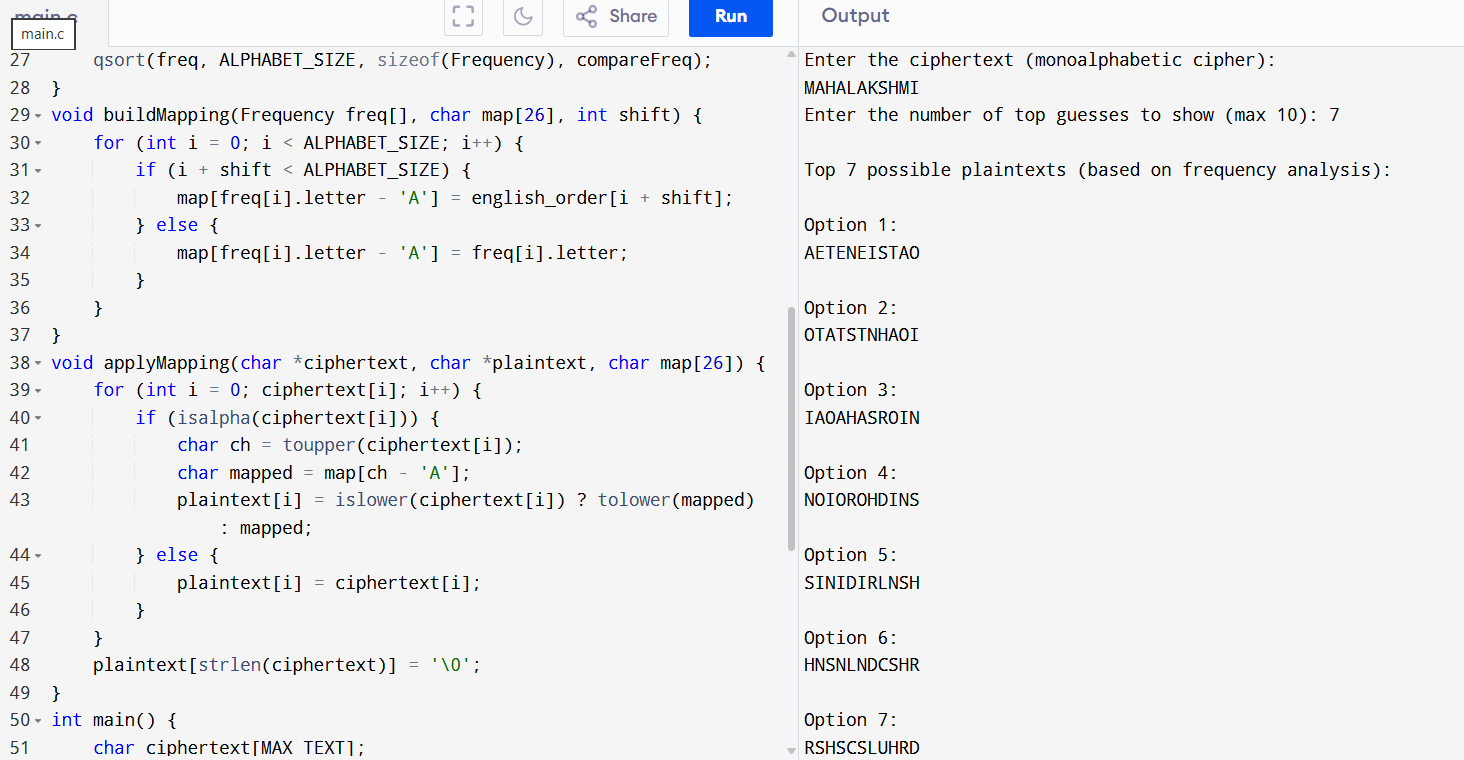 main.c
main.c
Share
Run
Output
27 qsort(freq, ALPHABET_SIZE, sizeof(Frequency), compareFreq);
28 }
29 void buildMapping(Frequency freq[], char map[26], int shift) {
30 for (int i = 0; i < ALPHABET_SIZE; i++) {
31 if (i + shift < ALPHABET_SIZE) {
32 map[freq[i].letter - 'A'] = english_order[i + shift];
33 } else {
34 map[freq[i].letter - 'A'] = freq[i].letter;
35 }
36 }
37 }
38 void applyMapping(char *ciphertext, char *plaintext, char map[26]) {
39 for (int i = 0; ciphertext[i]; i++) {
40 if (isalpha(ciphertext[i])) {
41 char ch = toupper(ciphertext[i]);
42 char mapped = map[ch - 'A'];
43 plaintext[i] = islower(ciphertext[i]) ? tolower(mapped)
: mapped;
44 } else {
45 plaintext[i] = ciphertext[i];
46 }
47 }
48 plaintext[strlen(ciphertext)] = '\0';
49 }
50 int main() {
51 char ciphertext[MAX_TEXT];
Enter the ciphertext (monoalphabetic cipher):
MAHALAKSHMI
Enter the number of top guesses to show (max 10): 7
Top 7 possible plaintexts (based on frequency analysis):
Option 1:
AETENEISTAO
Option 2:
OTATSTNHAOI
Option 3:
IAOAHASROIN
Option 4:
NOIOROHDINS
Option 5:
SINIDIRLNSH
Option 6:
HNSNLNDCSHR
Option 7:
RSHSCSLUHRD